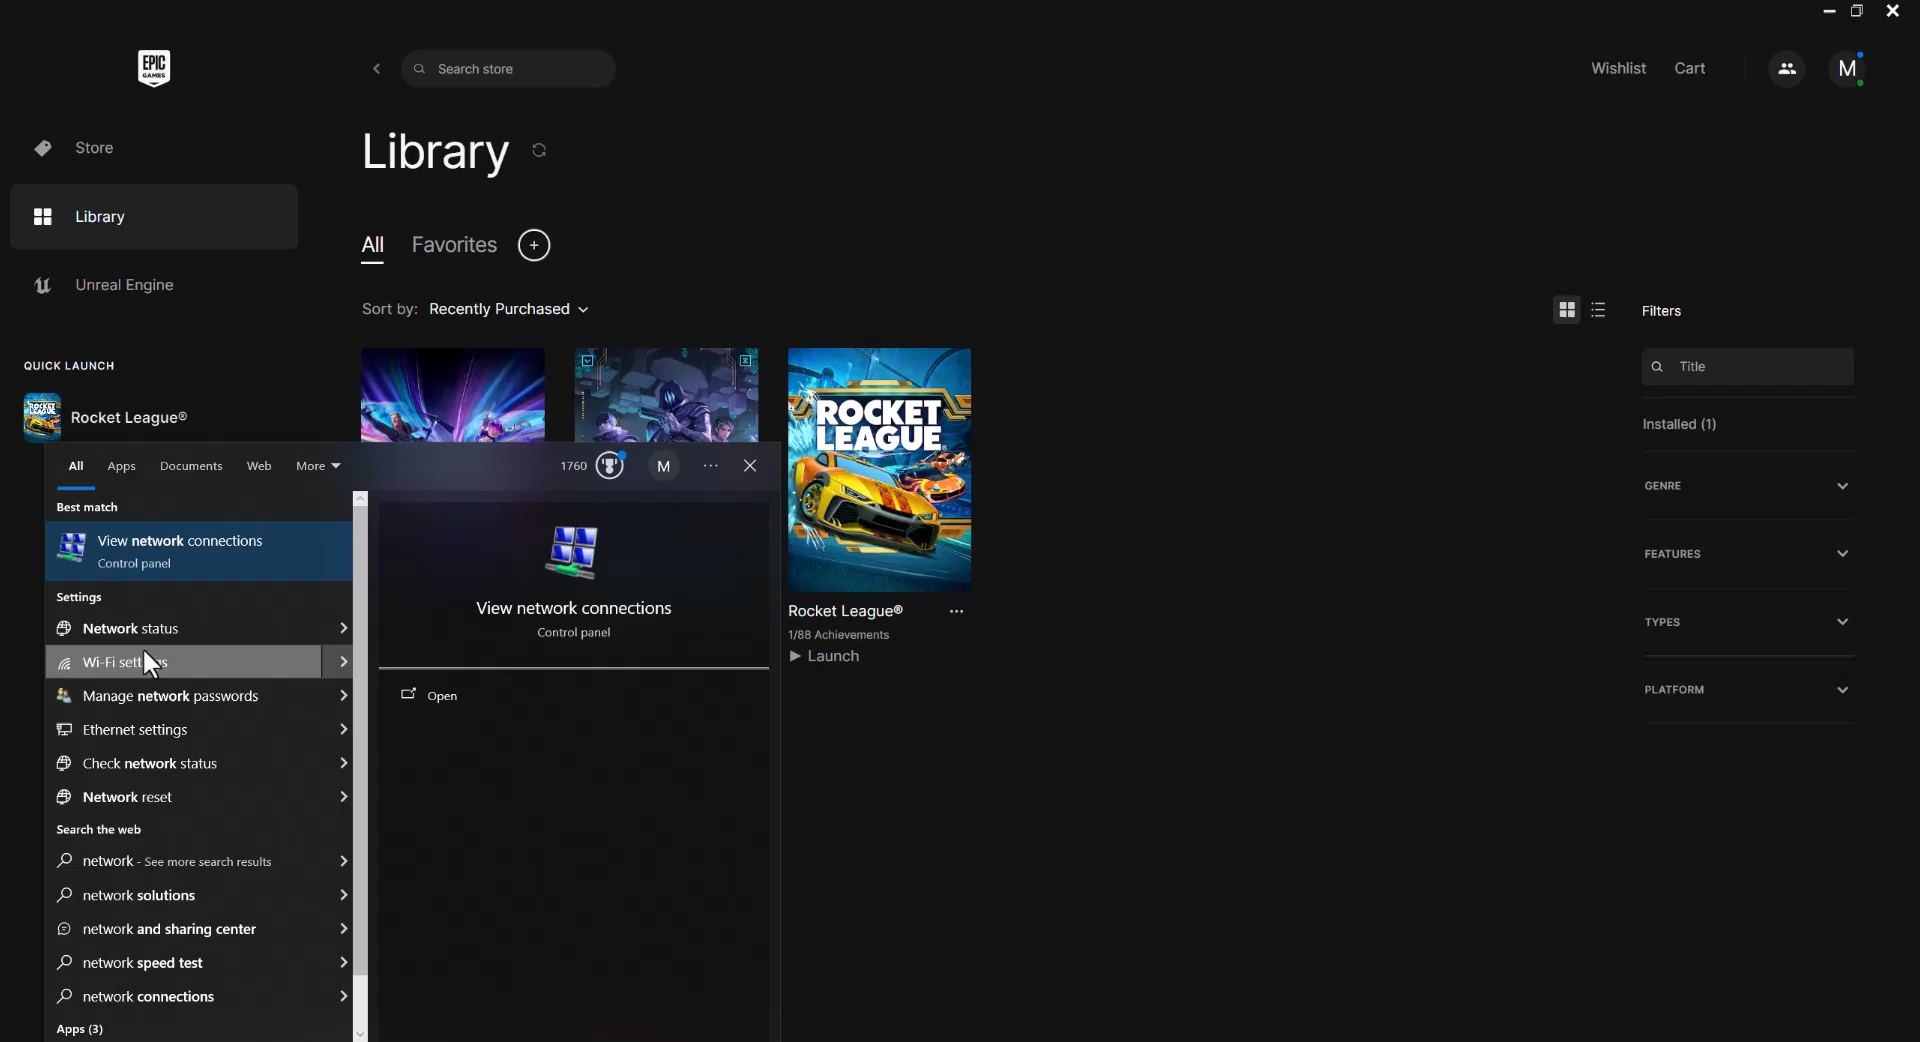 EPIC
GAMES
Search store
Wishlist
Cart
M
Store
Library
Library
Unreal Engine
All
Favorites
Sort by: Recently Purchased
Filters
Title
Installed (1)
GENRE
FEATURES
TYPES
PLATFORM
QUICK LAUNCH
ROCKET
LEAGUE
Rocket League®
ROCKET
LEAGUE
Rocket League®
1/88 Achievements
Launch
All
Apps
Documents
Web
More
1760
M
Best match
View network connections
Control panel
Settings
Network status
Wi-Fi sett s
Manage network passwords
Ethernet settings
Check network status
Network reset
Search the web
network - See more search results
network solutions
network and sharing center
network speed test
network connections
Apps (3)
View network connections
Control panel
Open